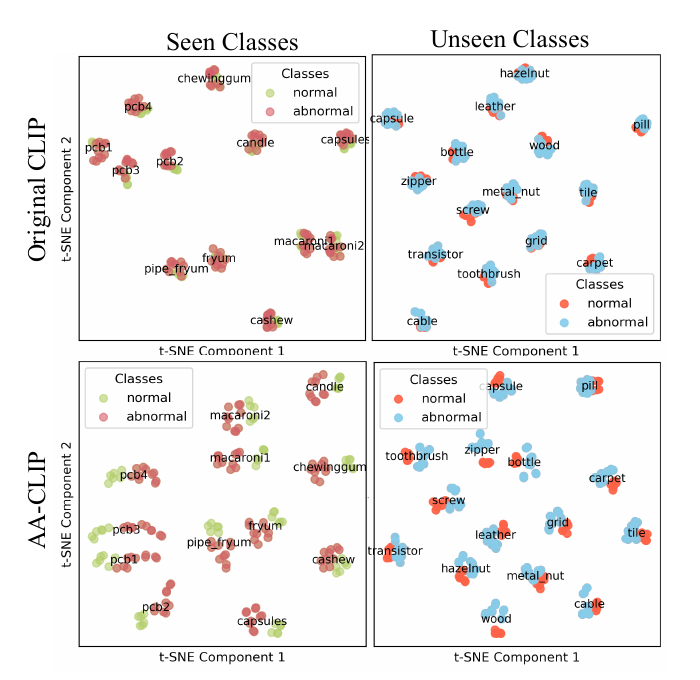 Seen Classes
Unseen Classes
Original CLIP
t-SNE Component 2
Classes
normal
abnormal
chewinggum
pcb4
pcb1
pcb3
pcb2
candle
capsules
macaroni1
macaroni2
pipe_fryum
fryum
cashew
t-SNE Component 1
hazelnut
leather
capsule
pill
bottle
wood
zipper
metal_nut
tile
screw
grid
transistor
toothbrush
carpet
cable
Classes
normal
abnormal
t-SNE Component 1
AA-CLIP
t-SNE Component 2
Classes
normal
abnormal
candle
macaroni2
macaroni1
chewinggum
pcb4
pcb3
pcb1
fryum
pipe_fryum
cashew
pcb2
capsules
t-SNE Component 1
Classes
normal
abnormal
capsule
pill
toothbrush
zipper
bottle
carpet
screw
grid
tile
leather
transistor
hazelnut
metal_nut
cable
wood
t-SNE Component 1